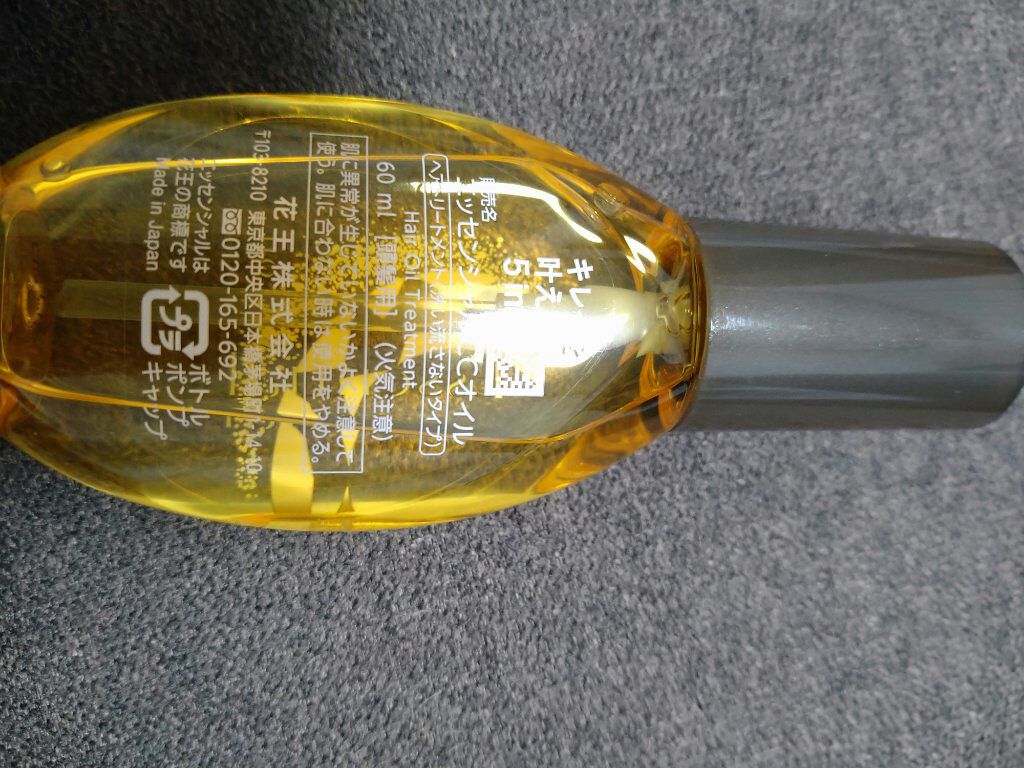 キレ
叶え
5 in
販売名
エッセンシャルCCオイル
ヘアトリートメント（洗い流さないタイプ）
Hair Oil Treatment
60 ml［頭髪用］（火気注意）
肌に異常が生じていないかよく注意して
使う。肌に合わない時は使用をやめる。
花王株式会社
〒103-8210 東京都中央区日本橋茅場町1-14-10
0120-165-692
エッセンシャルは
花王の商標です
Made in Japan
プラ
ボトル
ポンプ
キャップ